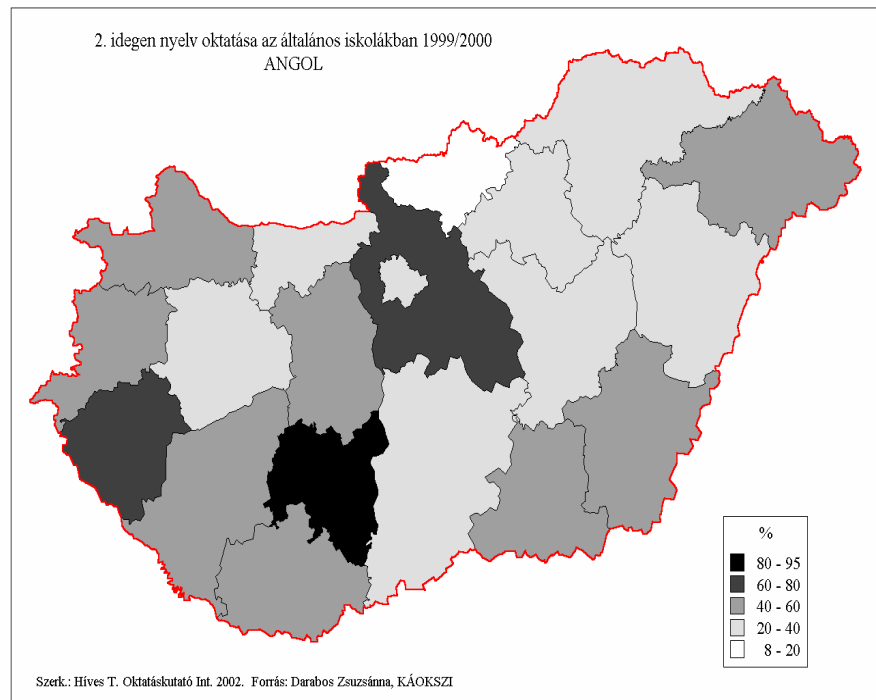 2. idegen nyelv oktatása az általános iskolákban 1999/2000
ANGOL
%
80 - 95
60 - 80
40 - 60
20 - 40
8 - 20
Szerk.: Híves T. Oktatáskutató Int. 2002. Forrás: Darabos Zsuzsánna, KÁOKSZI